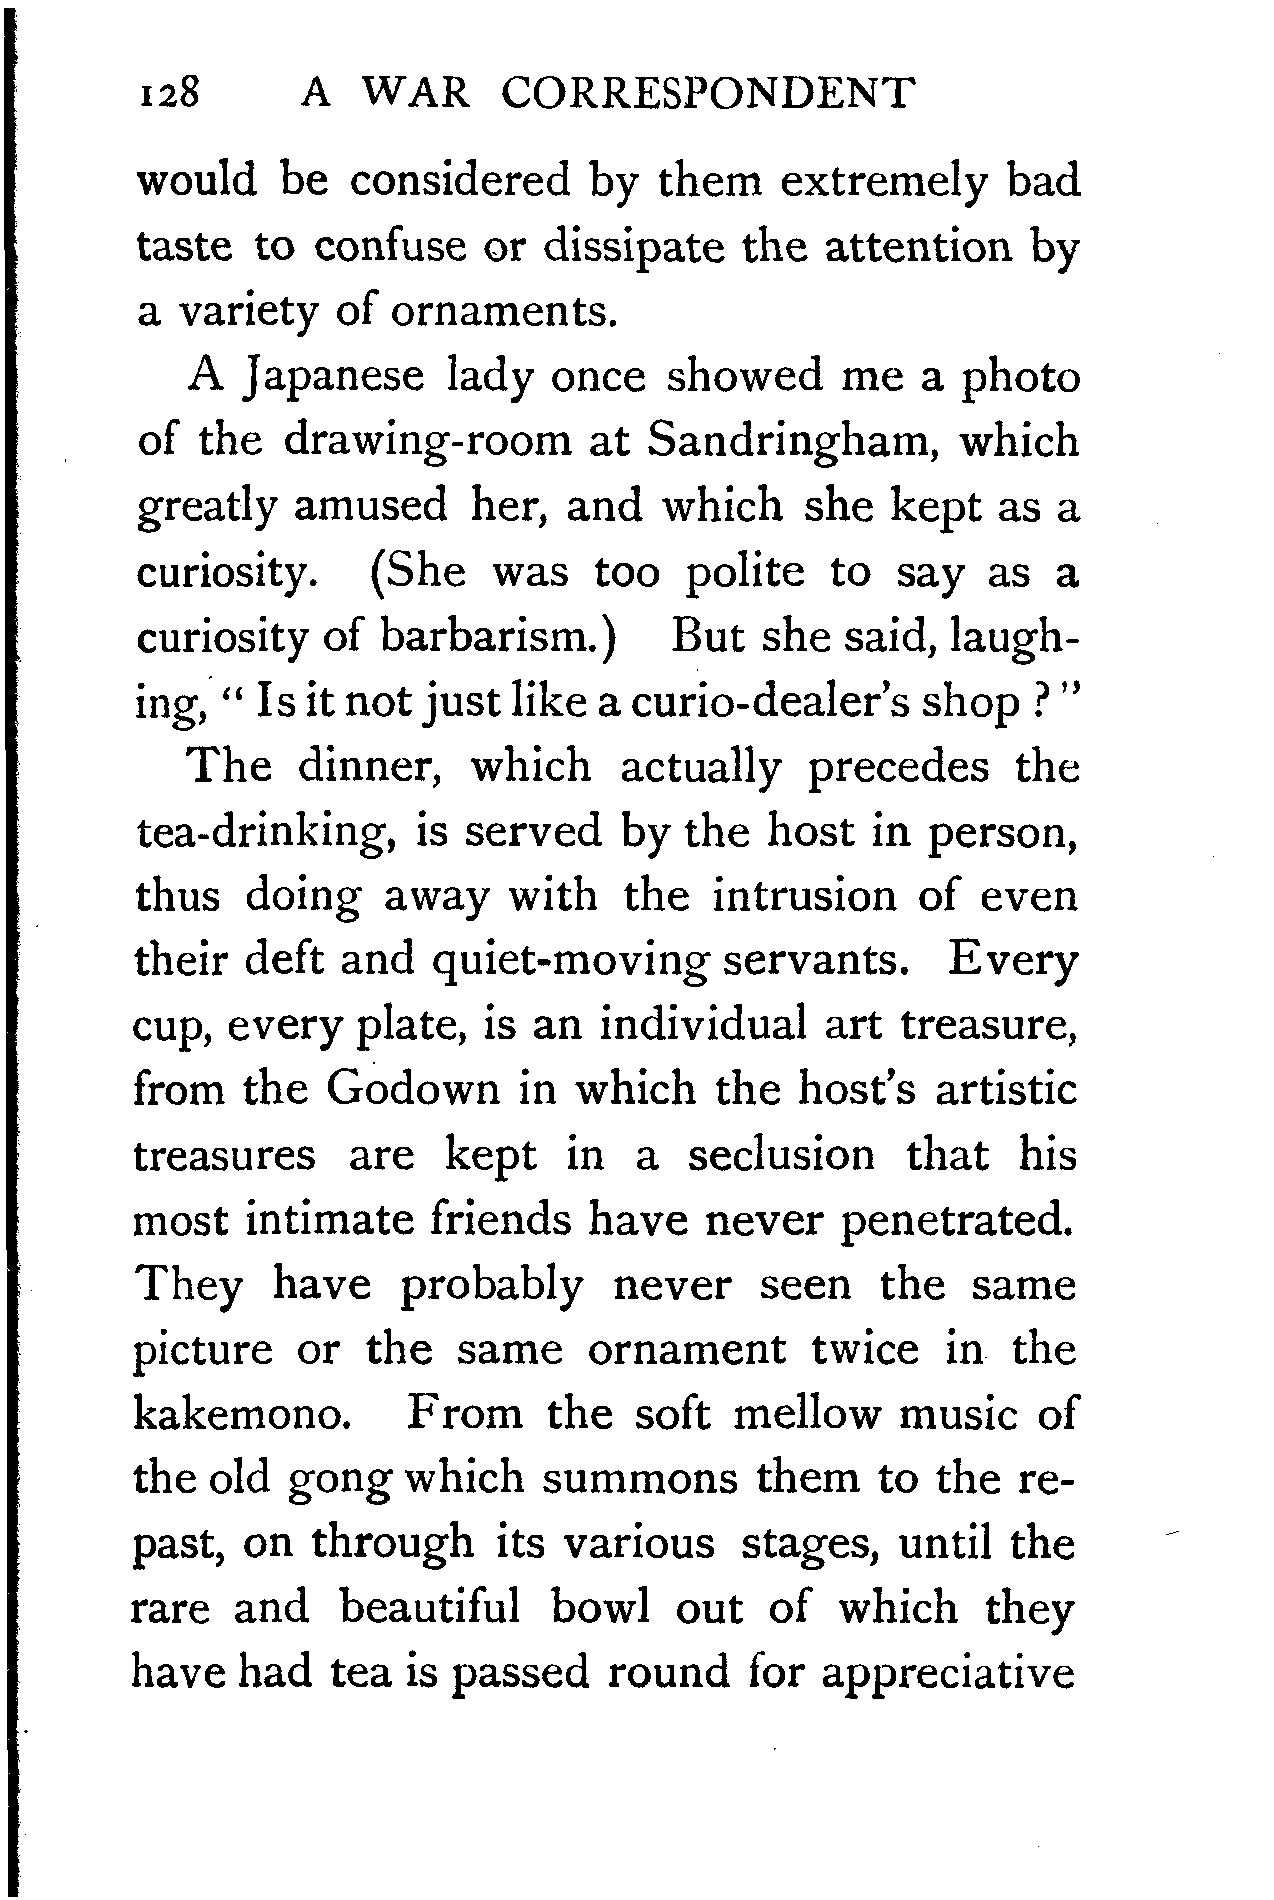 128 A WAR CORRESPONDENT
would be considered by them extremely bad
taste to confuse or dissipate the attention by
a variety of ornaments.
A Japanese lady once showed me a photo
of the drawing-room at Sandringham, which
greatly amused her, and which she kept as a
curiosity. (She was too polite to say as a
curiosity of barbarism.) But she said, laugh-
ing, “ Is it not just like a curio-dealer's shop ? ”
The dinner, which actually precedes the
tea-drinking, is served by the host in person,
thus doing away with the intrusion of even
their deft and quiet-moving servants. Every
cup, every plate, is an individual art treasure,
from the Godown in which the host's artistic
treasures are kept in a seclusion that his
most intimate friends have never penetrated.
They have probably never seen the same
picture or the same ornament twice in the
kakemono. From the soft mellow music of
the old gong which summons them to the re-
past, on through its various stages, until the
rare and beautiful bowl out of which they
have had tea is passed round for appreciative